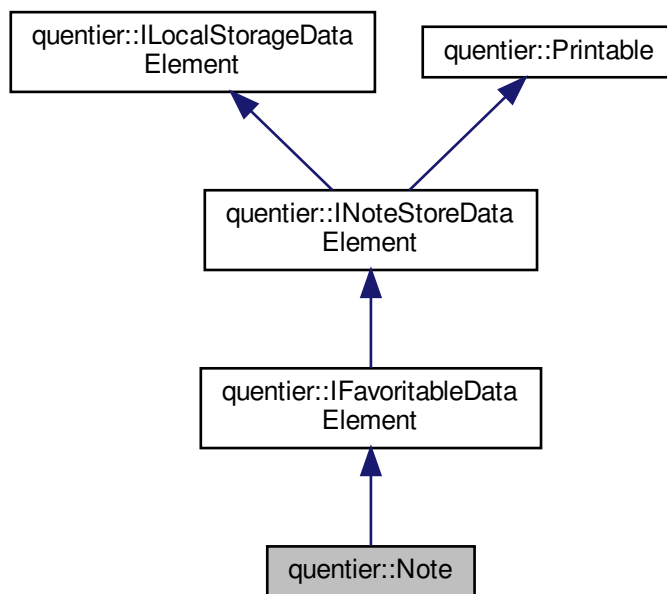 quentier::ILocalStorageData
Element
quentier::Printable
quentier::INoteStoreData
Element
quentier::IFavoritableData
Element
quentier::Note